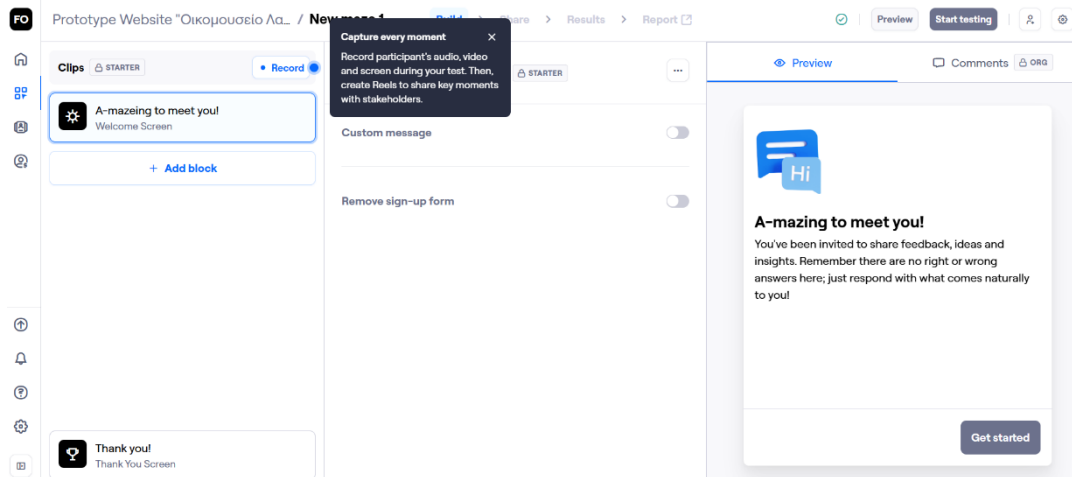 FO
Prototype Website "Οικομουσείο Λα... / New maze 1
Build > Share > Results > Report
Preview
Start testing
Clips STARTER
Record
Capture every moment
Record participant's audio, video
and screen during your test. Then,
create Reels to share key moments
with stakeholders.
STARTER
...
Preview
Comments ORG
A-mazeing to meet you!
Welcome Screen
+ Add block
Custom message
Remove sign-up form
Hi
A-mazing to meet you!
You've been invited to share feedback, ideas and
insights. Remember there are no right or wrong
answers here; just respond with what comes naturally
to you!
Get started
Thank you!
Thank You Screen